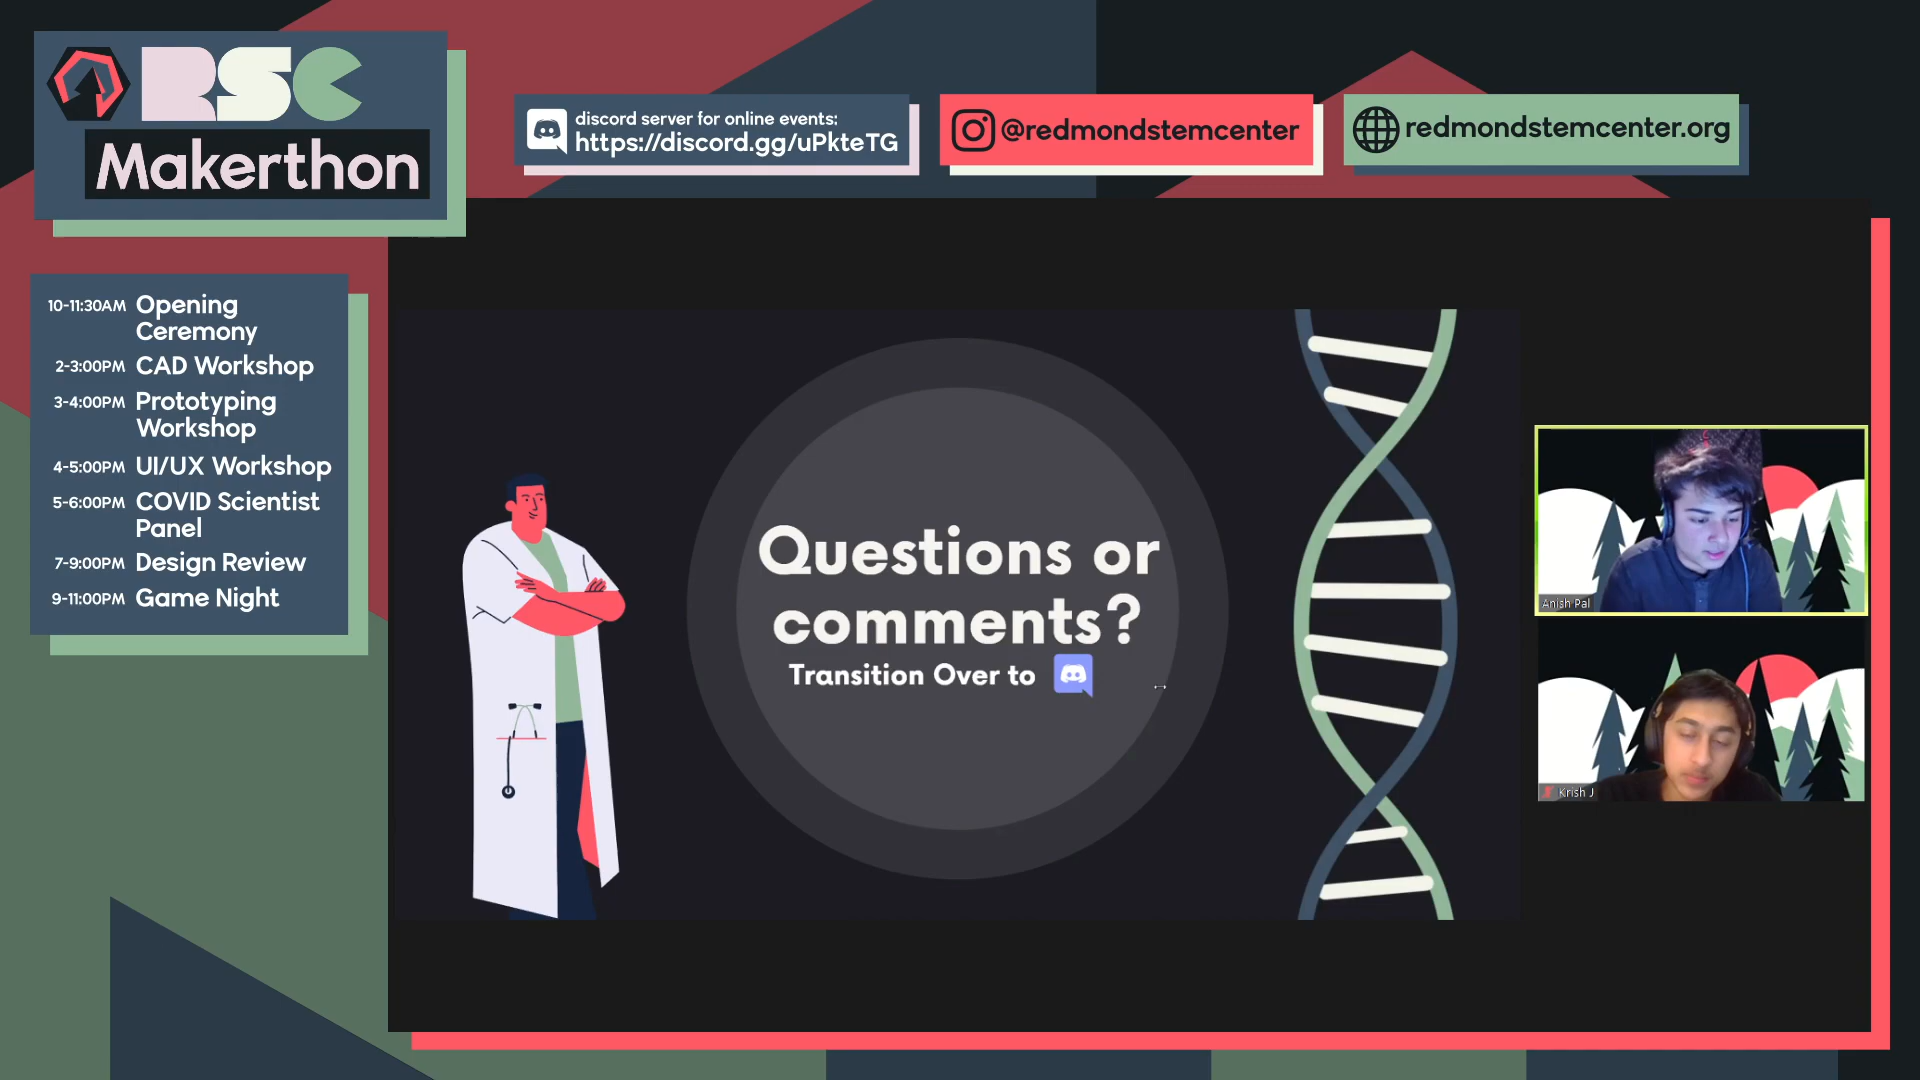 RSC
Makerthon
discord server for online events:
https://discord.gg/uPkteTG
@redmondstemcenter
redmondstemcenter.org
10-11:30AM Opening
Ceremony
2-3:00PM CAD Workshop
3-4:00PM Prototyping
Workshop
4-5:00PM UI/UX Workshop
5-6:00PM COVID Scientist
Panel
7-9:00PM Design Review
9-11:00PM Game Night
Questions or
comments?
Transition Over to
Anish Pal
Krish J